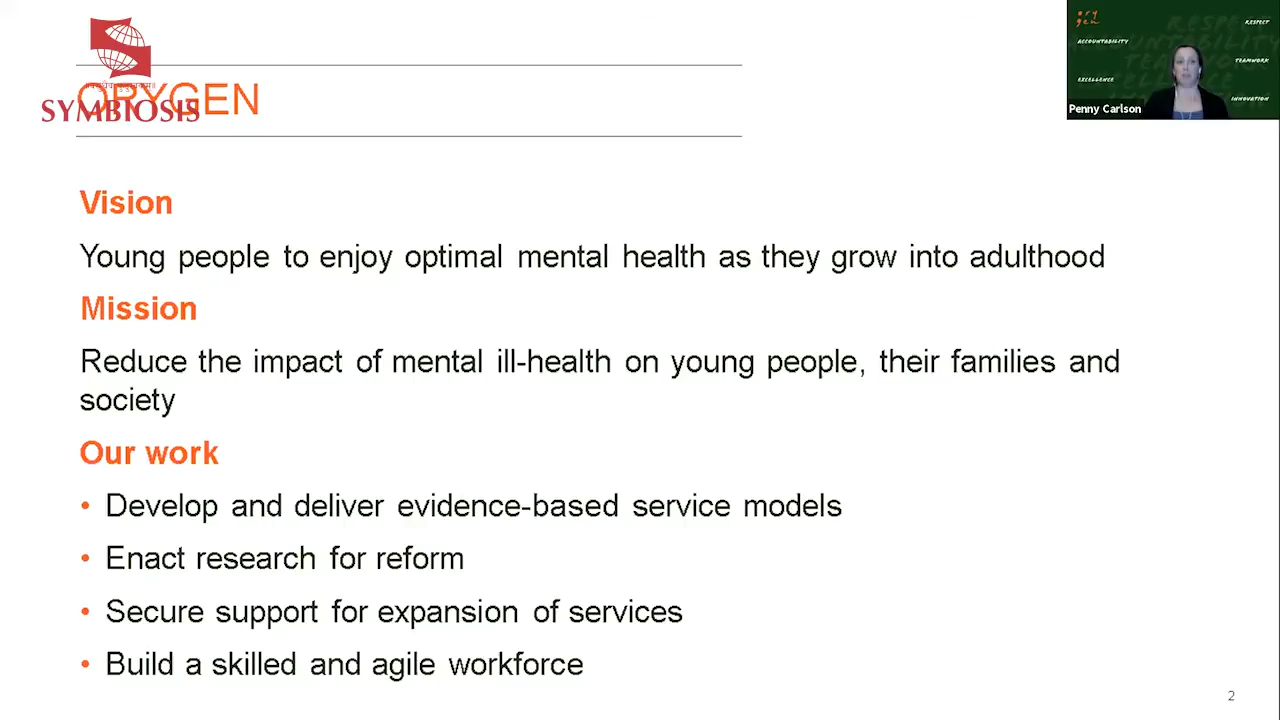 ORYGEN
SYMBIOSIS
Vision
Young people to enjoy optimal mental health as they grow into adulthood
Mission
Reduce the impact of mental ill-health on young people, their families and
society
Our work
• Develop and deliver evidence-based service models
• Enact research for reform
• Secure support for expansion of services
• Build a skilled and agile workforce
2
ory
gen
RESPECT
ACCOUNTABILITY
TEAMWORK
EXCELLENCE
INNOVATION
Penny Carlson